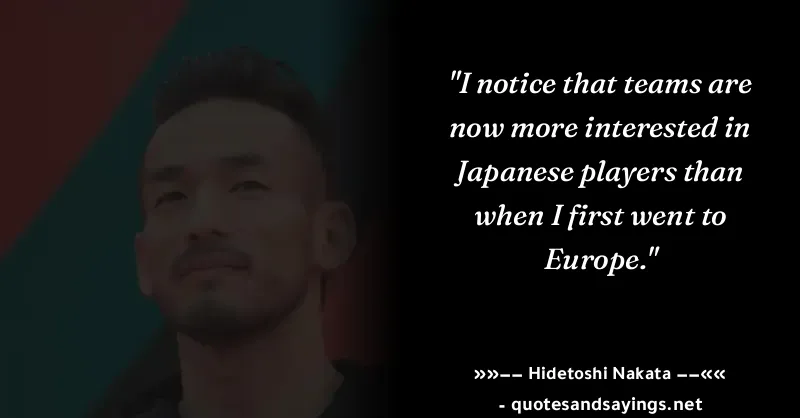 "I notice that teams are
now more interested in
Japanese players than
when I first went to
Europe."
»»–– Hidetoshi Nakata ––««
- quotesandsayings.net